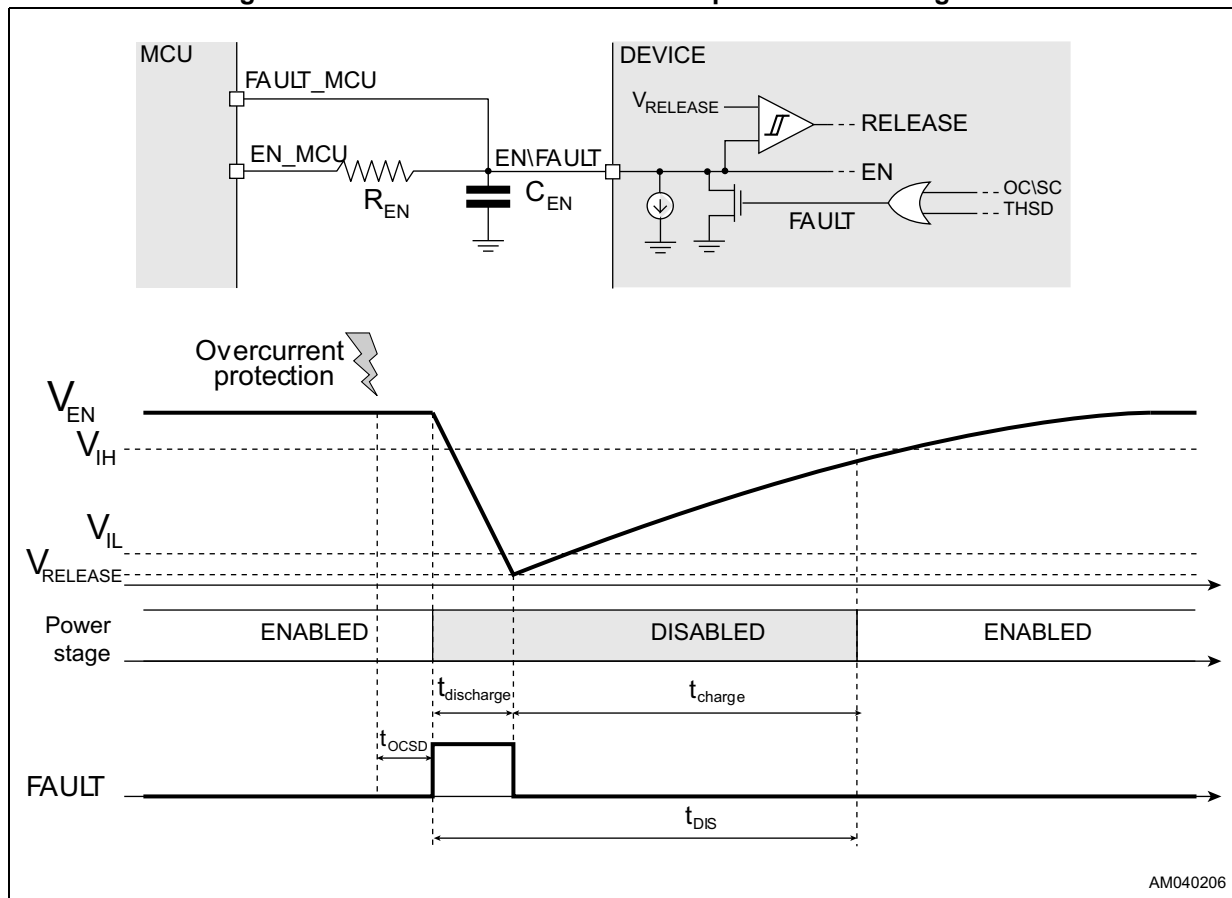 MCU
DEVICE
FAULT_MCU
V_RELEASE
RELEASE
EN_MCU
EN\FAULT
EN
R_EN
C_EN
FAULT
OC\SC
THSD
Overcurrent
protection
V_EN
V_IH
V_IL
V_RELEASE
Power
stage
ENABLED
DISABLED
ENABLED
t_discharge
t_charge
t_OCSD
FAULT
t_DIS
AM040206